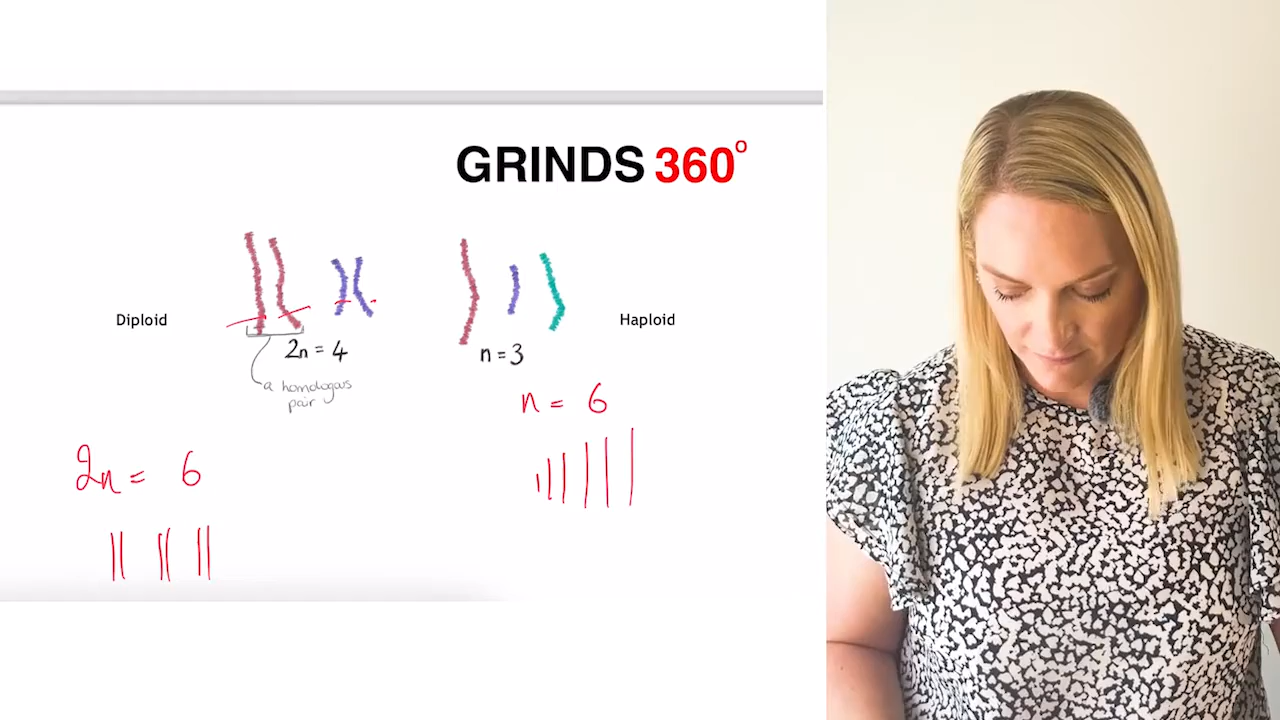 GRINDS 360°
Diploid
2n = 4
a homologous
pair
n = 3
Haploid
n = 6
2n = 6